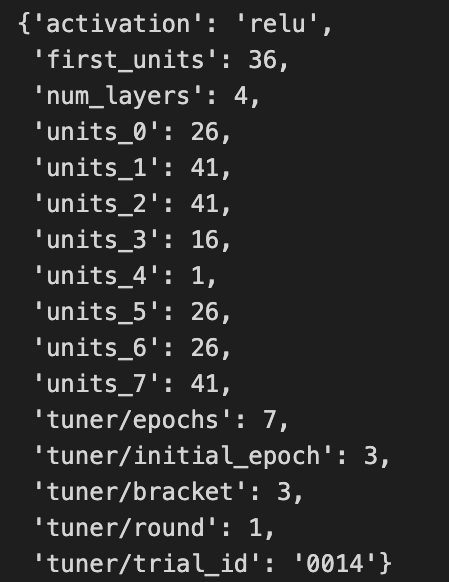 {'activation': 'relu',
 'first_units': 36,
 'num_layers': 4,
 'units_0': 26,
 'units_1': 41,
 'units_2': 41,
 'units_3': 16,
 'units_4': 1,
 'units_5': 26,
 'units_6': 26,
 'units_7': 41,
 'tuner/epochs': 7,
 'tuner/initial_epoch': 3,
 'tuner/bracket': 3,
 'tuner/round': 1,
 'tuner/trial_id': '0014'}